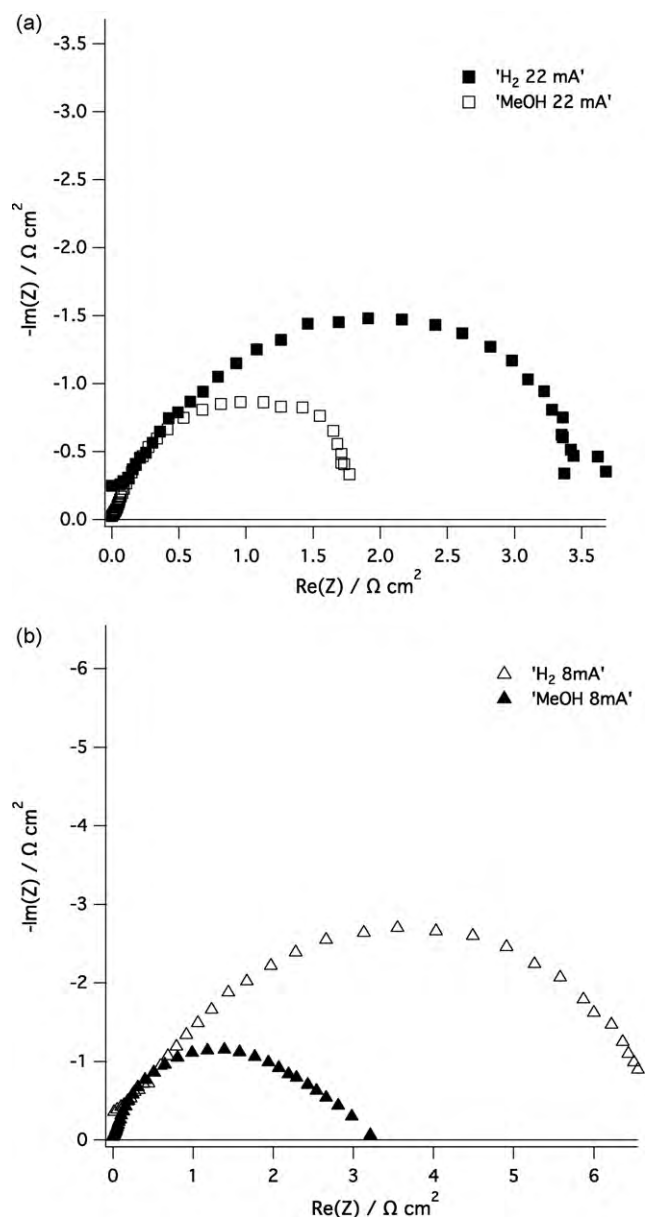 (a)
-3.5
-3.0
-2.5
-2.0
-1.5
-1.0
-0.5
0.0
-Im(Z) / Ω cm²
'H₂ 22 mA'
'MeOH 22 mA'
0.0 0.5 1.0 1.5 2.0 2.5 3.0 3.5
Re(Z) / Ω cm²
(b)
-6
-5
-4
-3
-2
-1
0
-Im(Z) / Ω cm²
'H₂ 8mA'
'MeOH 8mA'
0 1 2 3 4 5 6
Re(Z) / Ω cm²